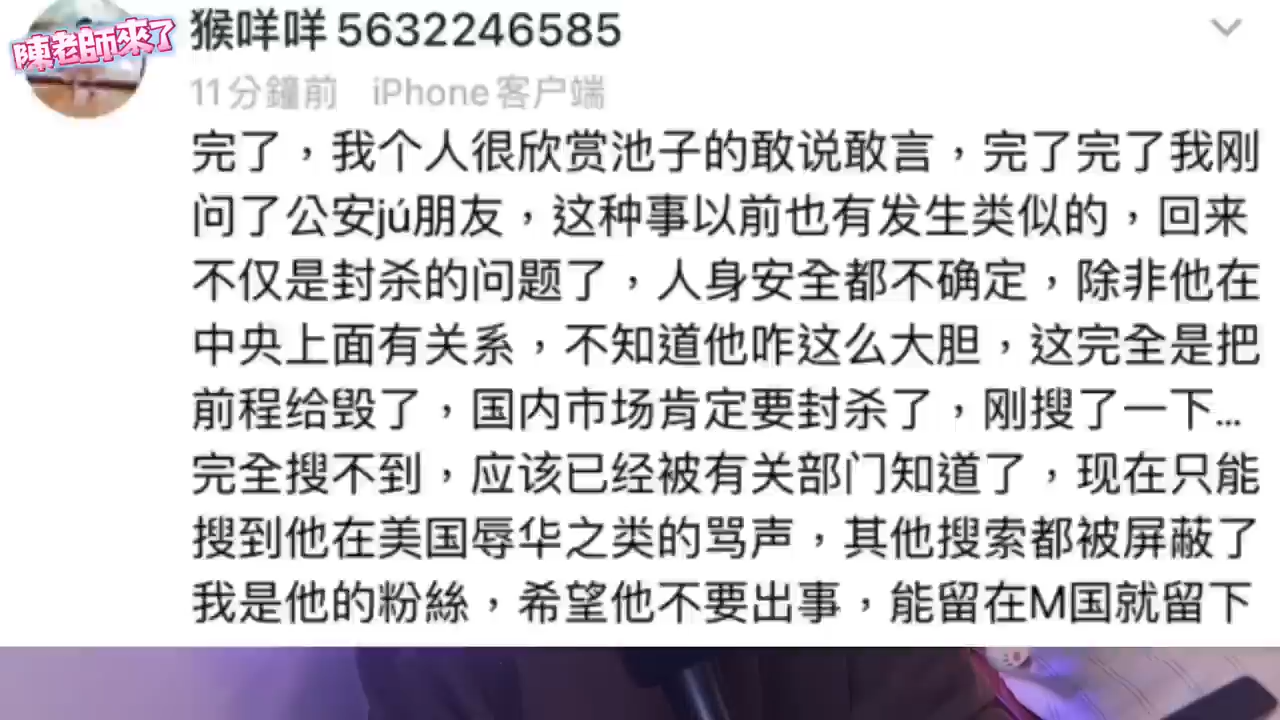 陳老師來了
猴咩咩5632246585
11分鐘前 iPhone客户端
完了，我个人很欣赏池子的敢说敢言，完了完了我刚
问了公安jú朋友，这种事以前也有发生类似的，回来
不仅是封杀的问题了，人身安全都不确定，除非他在
中央上面有关系，不知道他咋这么大胆，这完全是把
前程给毁了，国内市场肯定要封杀了，刚搜了一下...
完全搜不到，应该已经被有关部门知道了，现在只能
搜到他在美国辱华之类的骂声，其他搜索都被屏蔽了
我是他的粉絲，希望他不要出事，能留在M国就留下